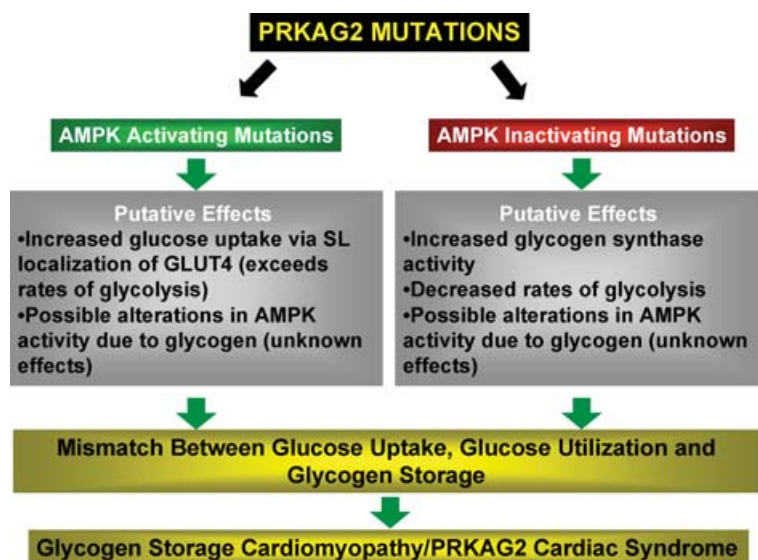 PRKAG2 MUTATIONS
AMPK Activating Mutations
Putative Effects
•Increased glucose uptake via SL
localization of GLUT4 (exceeds
rates of glycolysis)
•Possible alterations in AMPK
activity due to glycogen (unknown
effects)
AMPK Inactivating Mutations
Putative Effects
•Increased glycogen synthase
activity
•Decreased rates of glycolysis
•Possible alterations in AMPK
activity due to glycogen (unknown
effects)
Mismatch Between Glucose Uptake, Glucose Utilization and
Glycogen Storage
Glycogen Storage Cardiomyopathy/PRKAG2 Cardiac Syndrome